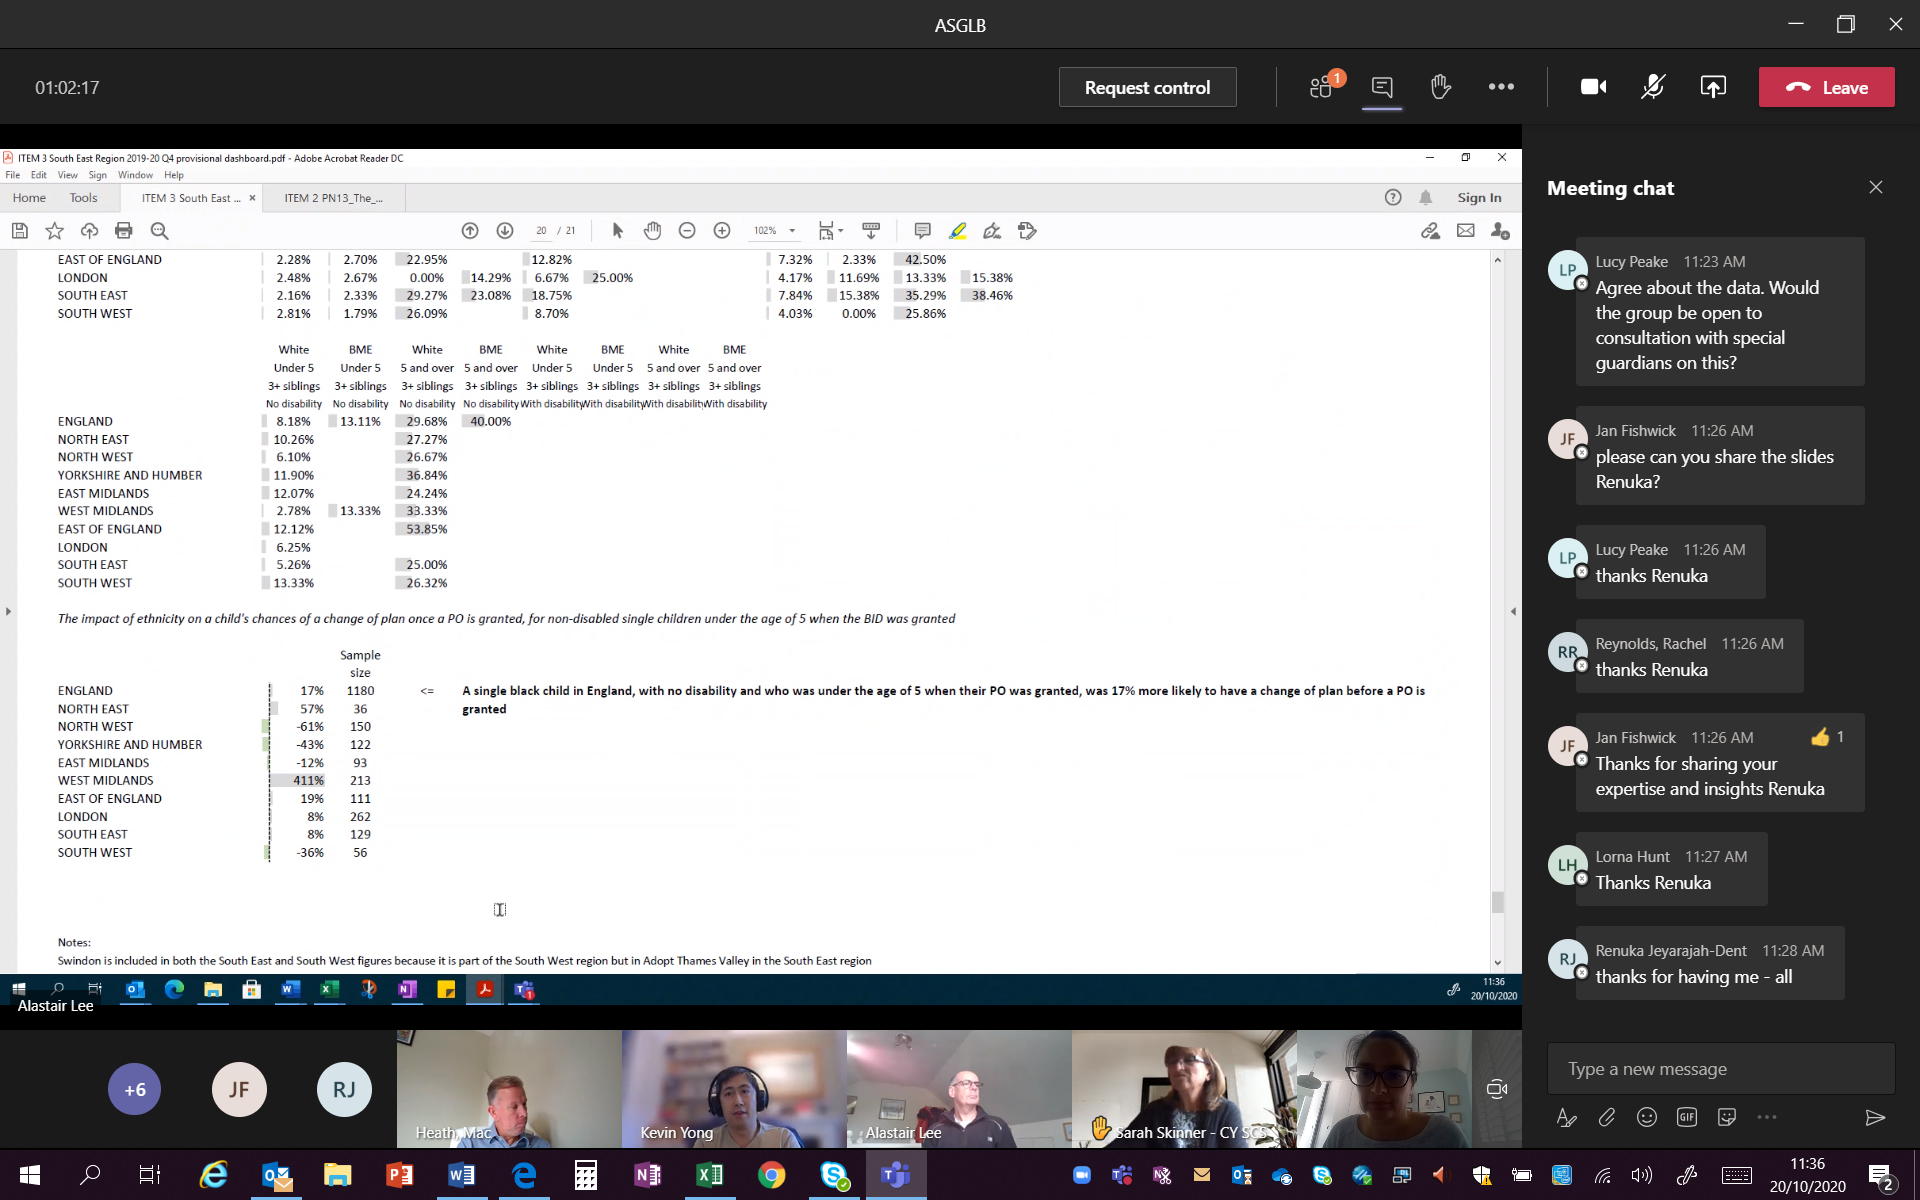 ASGLB
01:02:17
Request control
1
Leave
ITEM 3 South East Region 2019-20 Q4 provisional dashboard.pdf - Adobe Acrobat Reader DC
File Edit View Sign Window Help
Home Tools ITEM 3 South East ... × ITEM 2 PN13_The_... Sign In
20 / 21 102%
EAST OF ENGLAND 2.28% 2.70% 22.95% 12.82% 7.32% 2.33% 42.50%
LONDON 2.48% 2.67% 0.00% 14.29% 6.67% 25.00% 4.17% 11.69% 13.33% 15.38%
SOUTH EAST 2.16% 2.33% 29.27% 23.08% 18.75% 7.84% 15.38% 35.29% 38.46%
SOUTH WEST 2.81% 1.79% 26.09% 8.70% 4.03% 0.00% 25.86%
White BME White BME White BME White BME
Under 5 Under 5 5 and over 5 and over Under 5 Under 5 5 and over 5 and over
3+ siblings 3+ siblings 3+ siblings 3+ siblings 3+ siblings 3+ siblings 3+ siblings 3+ siblings
No disability No disability No disability No disability With disability With disability With disability With disability
ENGLAND 8.18% 13.11% 29.68% 40.00%
NORTH EAST 10.26% 27.27%
NORTH WEST 6.10% 26.67%
YORKSHIRE AND HUMBER 11.90% 36.84%
EAST MIDLANDS 12.07% 24.24%
WEST MIDLANDS 2.78% 13.33% 33.33%
EAST OF ENGLAND 12.12% 53.85%
LONDON 6.25%
SOUTH EAST 5.26% 25.00%
SOUTH WEST 13.33% 26.32%
The impact of ethnicity on a child's chances of a change of plan once a PO is granted, for non-disabled single children under the age of 5 when the BID was granted
Sample
size
ENGLAND 17% 1180 <= A single black child in England, with no disability and who was under the age of 5 when their PO was granted, was 17% more likely to have a change of plan before a PO is
granted
NORTH EAST 57% 36
NORTH WEST -61% 150
YORKSHIRE AND HUMBER -43% 122
EAST MIDLANDS -12% 93
WEST MIDLANDS 411% 213
EAST OF ENGLAND 19% 111
LONDON 8% 262
SOUTH EAST 8% 129
SOUTH WEST -36% 56
Notes:
Swindon is included in both the South East and South West figures because it is part of the South West region but in Adopt Thames Valley in the South East region
11:36
20/10/2020
Alastair Lee
+6
JF
RJ
Heath, Mac
Kevin Yong
Alastair Lee
Sarah Skinner - CY SCS
Meeting chat
LP
Lucy Peake 11:23 AM
Agree about the data. Would
the group be open to
consultation with special
guardians on this?
JF
Jan Fishwick 11:26 AM
please can you share the slides
Renuka?
LP
Lucy Peake 11:26 AM
thanks Renuka
RR
Reynolds, Rachel 11:26 AM
thanks Renuka
JF
Jan Fishwick 11:26 AM 1
Thanks for sharing your
expertise and insights Renuka
LH
Lorna Hunt 11:27 AM
Thanks Renuka
RJ
Renuka Jeyarajah-Dent 11:28 AM
thanks for having me - all
Type a new message
GIF
11:36
20/10/2020
2